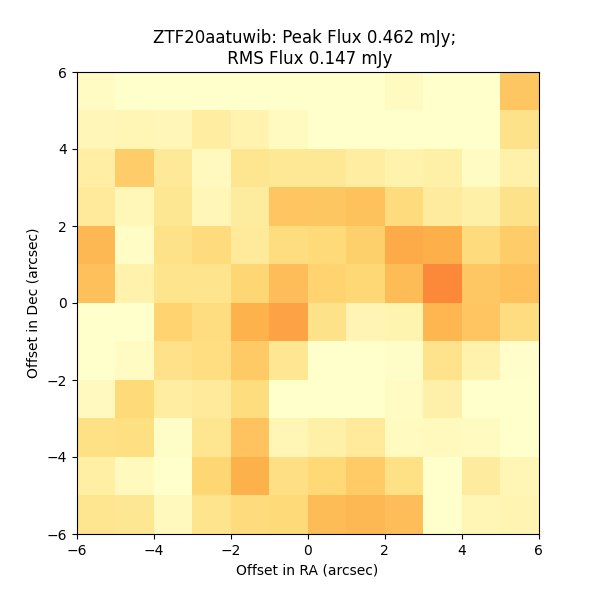 ZTF20aatuwib: Peak Flux 0.462 mJy;
RMS Flux 0.147 mJy
6
4
2
0
−2
−4
−6
Offset in Dec (arcsec)
−6 −4 −2 0 2 4 6
Offset in RA (arcsec)